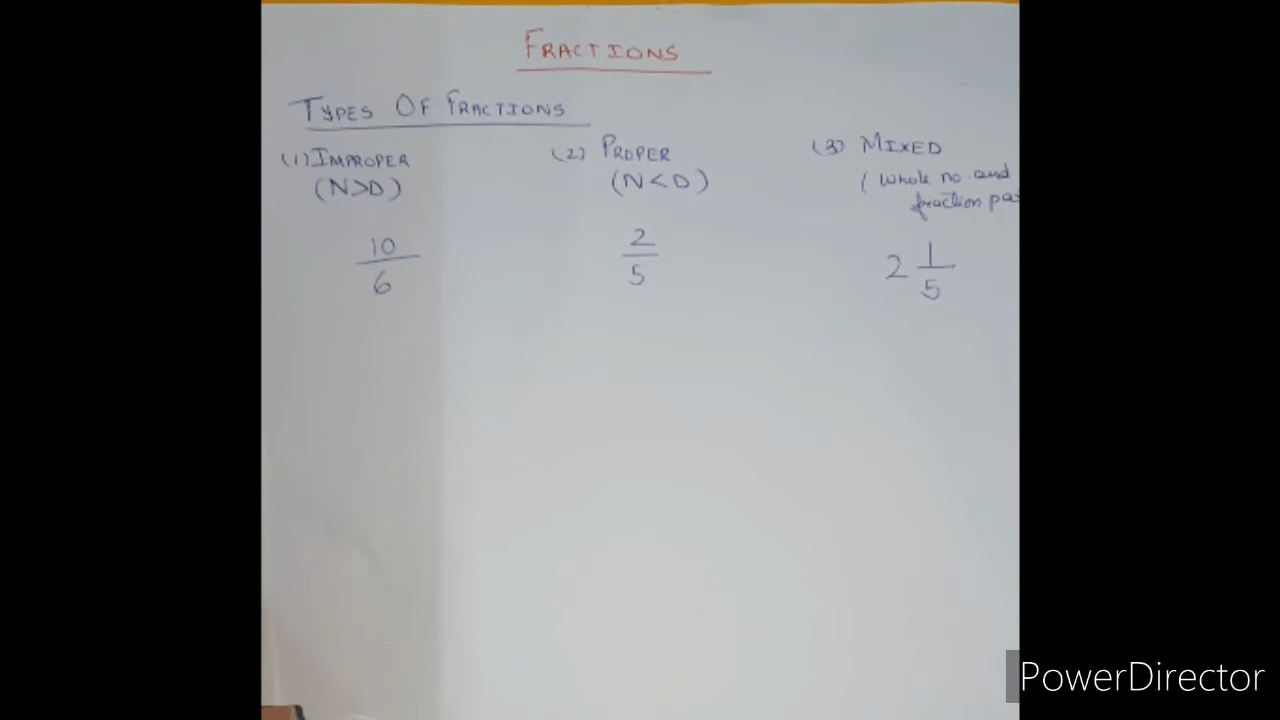 FRACTIONS
TYPES OF FRACTIONS
(1) IMPROPER
(N>D)
10
6
(2) PROPER
(N<D)
2
5
(3) MIXED
(Whole no. and
fraction
2 1
5
PowerDirector